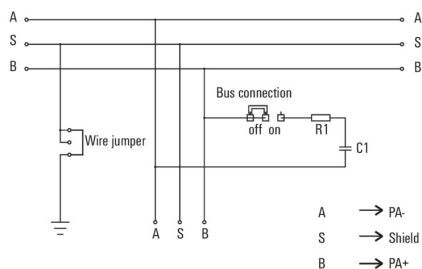 A A
S S
B B
Bus connection
off on
R1
Wire jumper
C1
A S B
A PA-
S Shield
B PA+